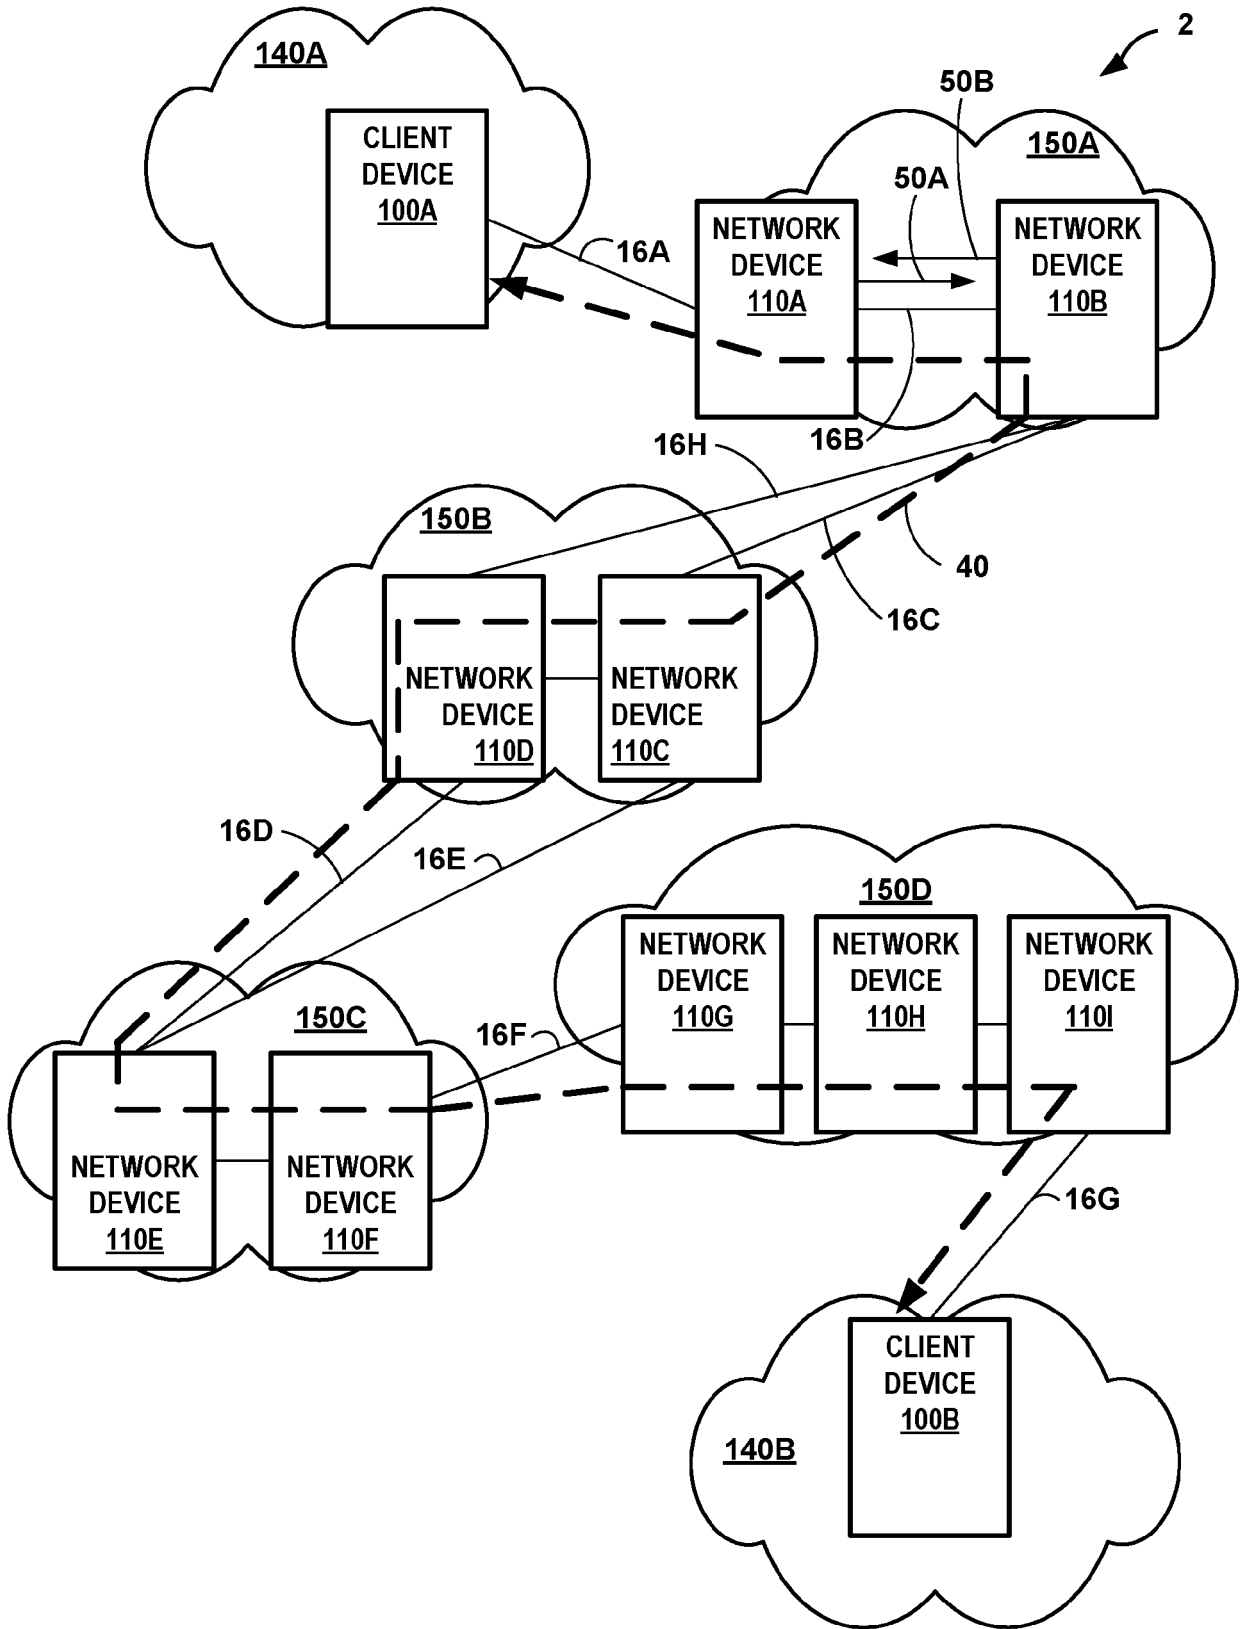 2
140A
CLIENT
DEVICE
100A
16A
50B
150A
50A
NETWORK
DEVICE
110A
NETWORK
DEVICE
110B
16B
16H
40
16C
150B
NETWORK
DEVICE
110D
NETWORK
DEVICE
110C
16D
16E
150D
NETWORK
DEVICE
110G
NETWORK
DEVICE
110H
NETWORK
DEVICE
110I
150C
16F
NETWORK
DEVICE
110E
NETWORK
DEVICE
110F
16G
CLIENT
DEVICE
100B
140B